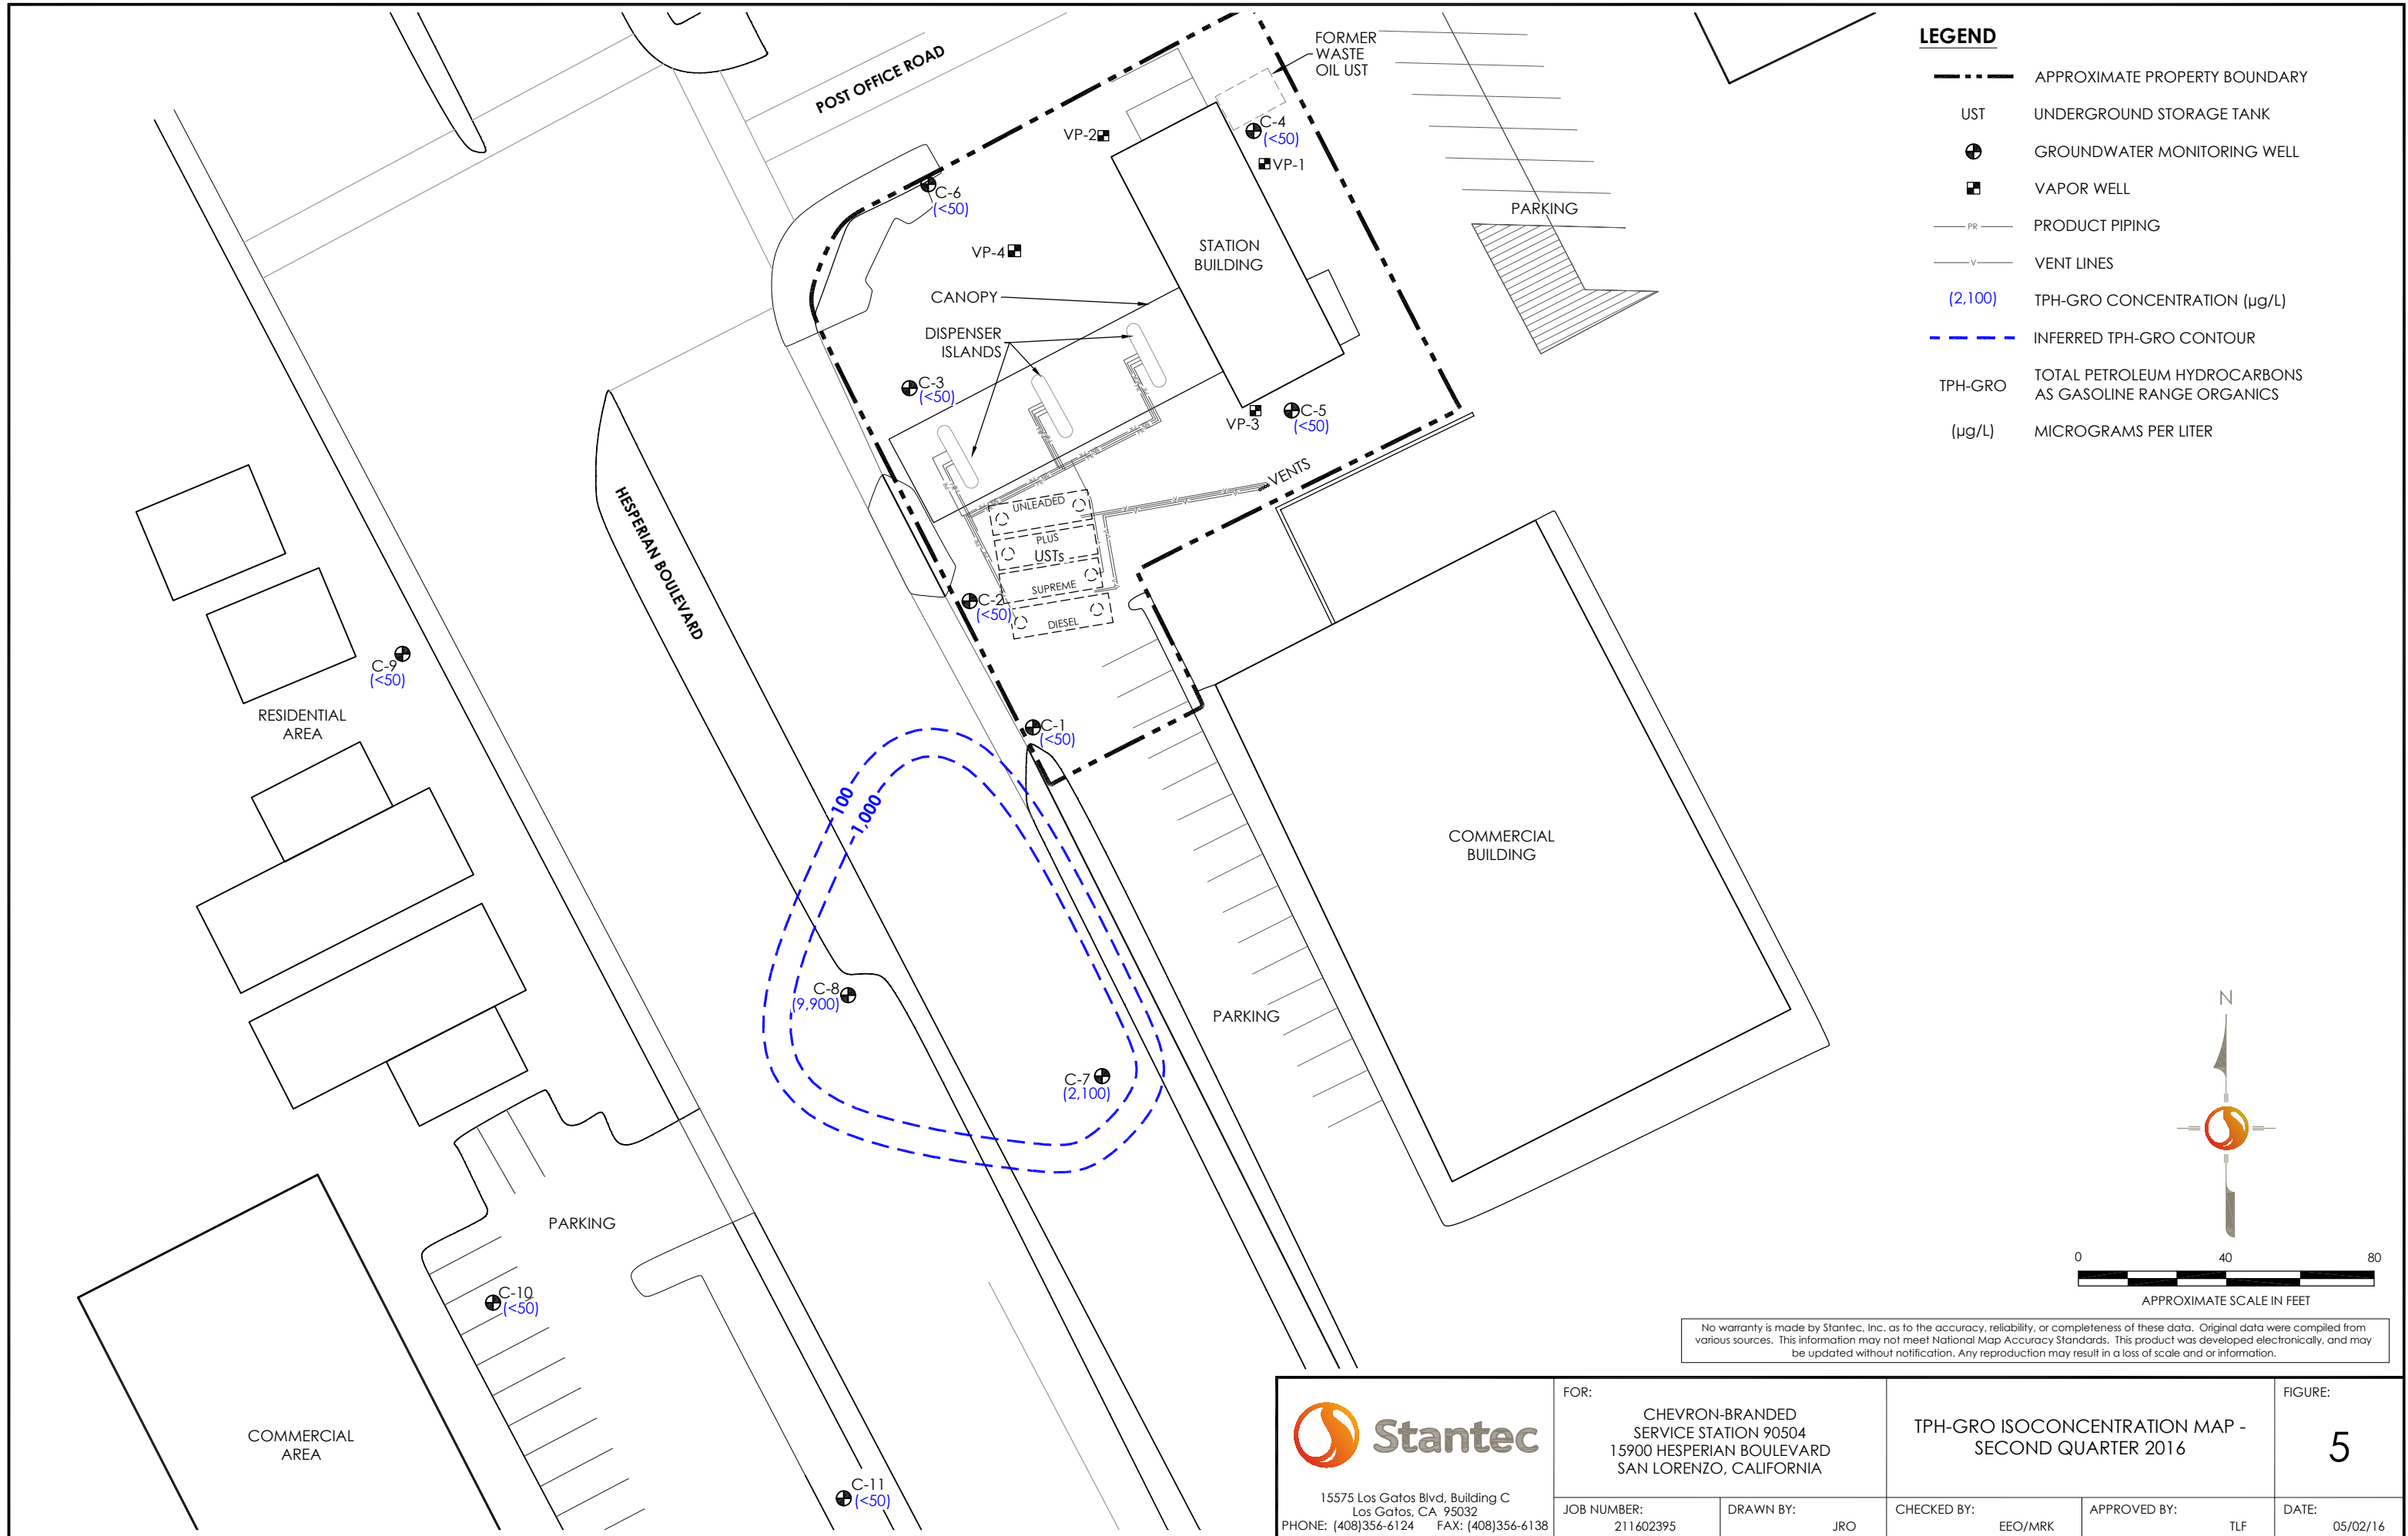 POST OFFICE ROAD
FORMER
WASTE
OIL UST
VP-2
C-4
(<50)
VP-1
C-6
(<50)
PARKING
VP-4
STATION
BUILDING
CANOPY
DISPENSER
ISLANDS
C-3
(<50)
VP-3
C-5
(<50)
VENTS
HESPERIAN BOULEVARD
UNLEADED
PLUS
USTs
SUPREME
DIESEL
C-2
(<50)
C-9
(<50)
RESIDENTIAL
AREA
C-1
(<50)
100
1,000
COMMERCIAL
BUILDING
C-8
(9,900)
PARKING
C-7
(2,100)
PARKING
C-10
(<50)
COMMERCIAL
AREA
C-11
(<50)
LEGEND
APPROXIMATE PROPERTY BOUNDARY
UST UNDERGROUND STORAGE TANK
GROUNDWATER MONITORING WELL
VAPOR WELL
PR PRODUCT PIPING
V VENT LINES
(2,100) TPH-GRO CONCENTRATION (µg/L)
INFERRED TPH-GRO CONTOUR
TPH-GRO TOTAL PETROLEUM HYDROCARBONS
AS GASOLINE RANGE ORGANICS
(µg/L) MICROGRAMS PER LITER
N
0 40 80
APPROXIMATE SCALE IN FEET
No warranty is made by Stantec, Inc. as to the accuracy, reliability, or completeness of these data. Original data were compiled from
various sources. This information may not meet National Map Accuracy Standards. This product was developed electronically, and may
be updated without notification. Any reproduction may result in a loss of scale and or information.
Stantec
15575 Los Gatos Blvd, Building C
Los Gatos, CA 95032
PHONE: (408)356-6124 FAX: (408)356-6138
FOR:
CHEVRON-BRANDED
SERVICE STATION 90504
15900 HESPERIAN BOULEVARD
SAN LORENZO, CALIFORNIA
TPH-GRO ISOCONCENTRATION MAP -
SECOND QUARTER 2016
FIGURE:
5
JOB NUMBER:
211602395
DRAWN BY:
JRO
CHECKED BY:
EEO/MRK
APPROVED BY:
TLF
DATE:
05/02/16